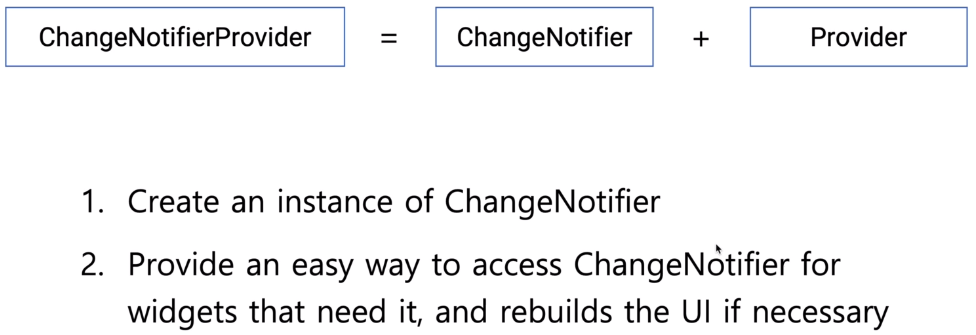 ChangeNotifierProvider = ChangeNotifier + Provider
1. Create an instance of ChangeNotifier
2. Provide an easy way to access ChangeNotifier for
widgets that need it, and rebuilds the UI if necessary